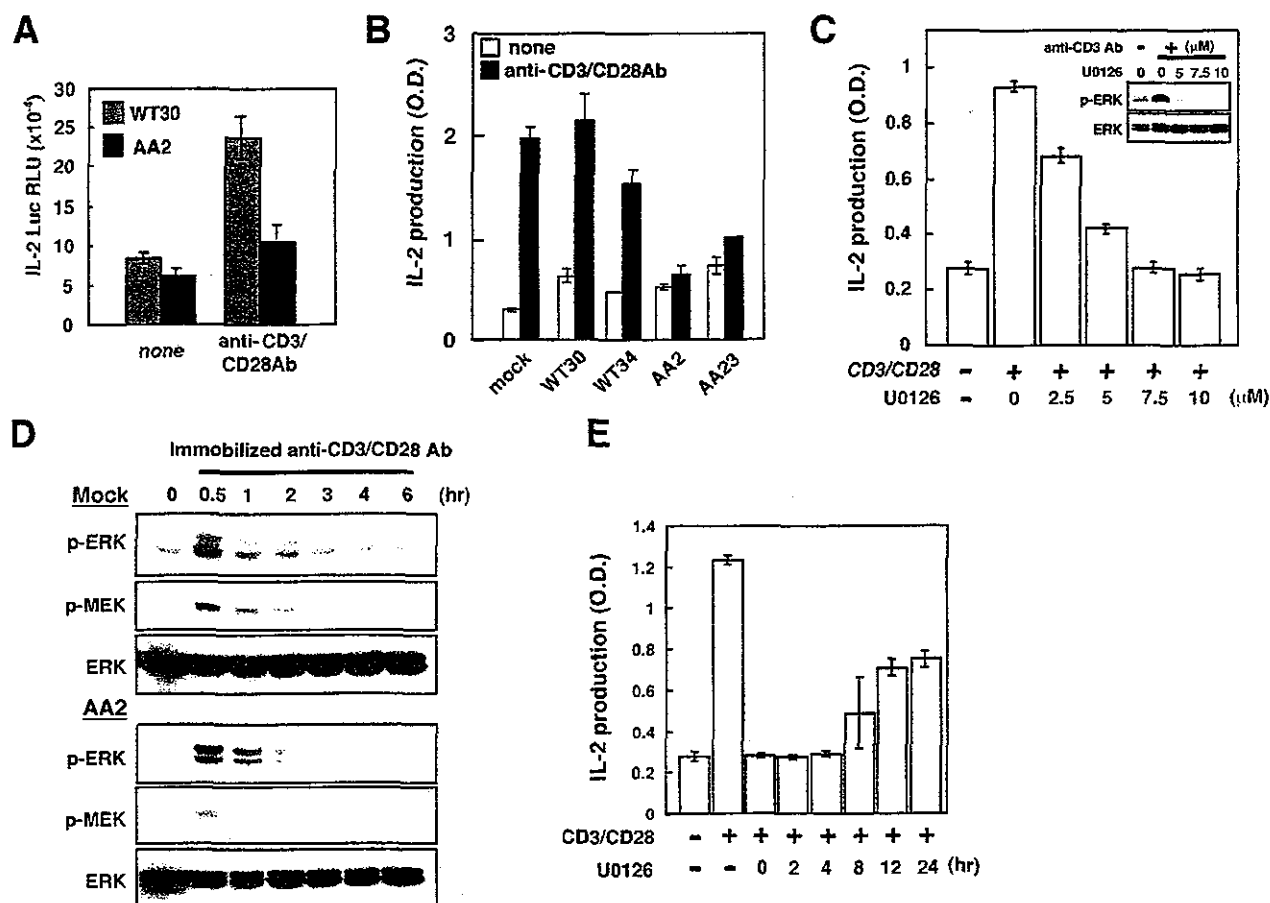 A
IL-2 Luc RLU (x10⁻⁴)
30
25
20
15
10
5
0
WT30
AA2
none
anti-CD3/
CD28Ab
B
IL-2 production (O.D.)
3
2
1
0
none
anti-CD3/CD28Ab
mock
WT30
WT34
AA2
AA23
C
IL-2 production (O.D.)
1
0.8
0.6
0.4
0.2
0
anti-CD3 Ab - + (μM)
U0126 0 0 5 7.5 10
p-ERK
ERK
CD3/CD28 - + + + + +
U0126 - 0 2.5 5 7.5 10 (μM)
D
Immobilized anti-CD3/CD28 Ab
Mock 0 0.5 1 2 3 4 6 (hr)
p-ERK
p-MEK
ERK
AA2
p-ERK
p-MEK
ERK
E
IL-2 production (O.D.)
1.4
1.2
1
0.8
0.6
0.4
0.2
0
CD3/CD28 - + + + + + + +
U0126 - - 0 2 4 8 12 24 (hr)